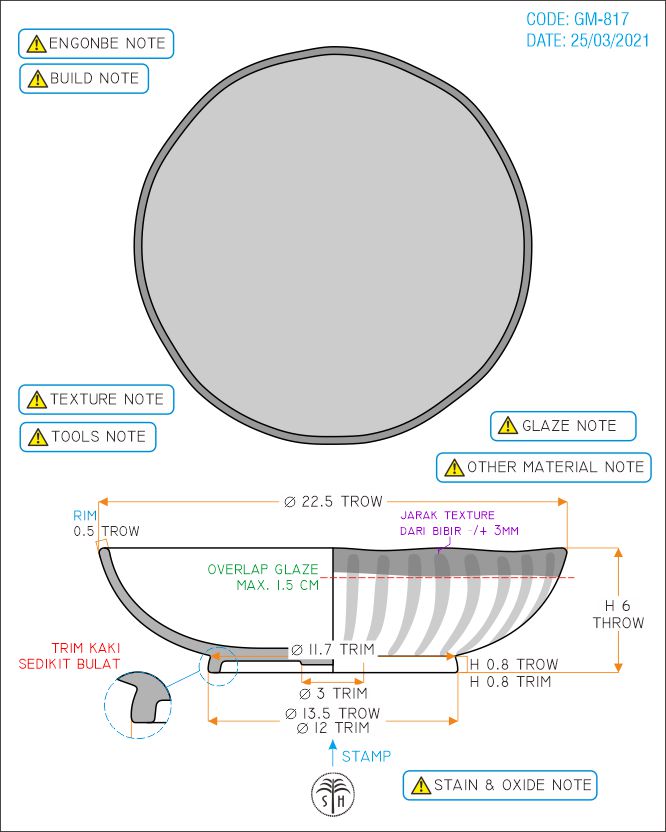 CODE: GM-817
DATE: 25/03/2021
ENGONBE NOTE
BUILD NOTE
TEXTURE NOTE
TOOLS NOTE
GLAZE NOTE
OTHER MATERIAL NOTE
Ø 22.5 TROW
RIM
0.5 TROW
JARAK TEXTURE
DARI BIBIR -/+ 3MM
OVERLAP GLAZE
MAX. 1.5 CM
H 6
THROW
TRIM KAKI
SEDIKIT BULAT
Ø 11.7 TRIM
H 0.8 TROW
H 0.8 TRIM
Ø 3 TRIM
Ø 13.5 TROW
Ø 12 TRIM
STAMP
S H
STAIN & OXIDE NOTE